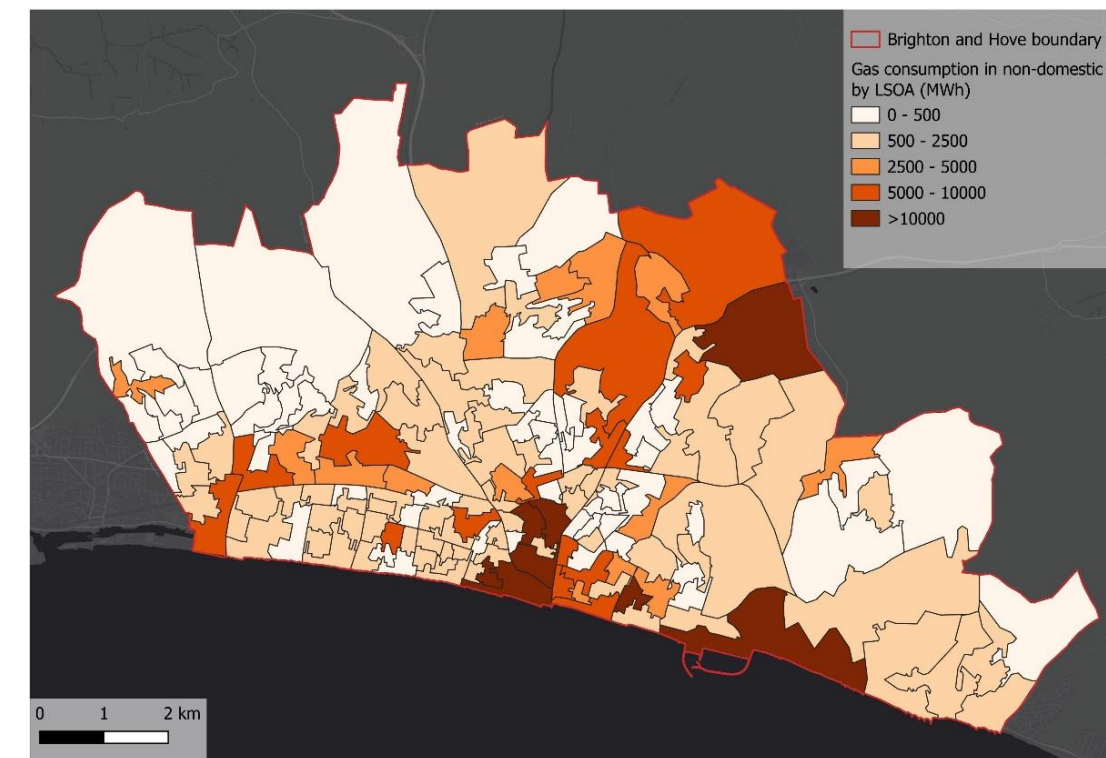 Brighton and Hove boundary
Gas consumption in non-domestic
by LSOA (MWh)
0 - 500
500 - 2500
2500 - 5000
5000 - 10000
>10000
0 1 2 km